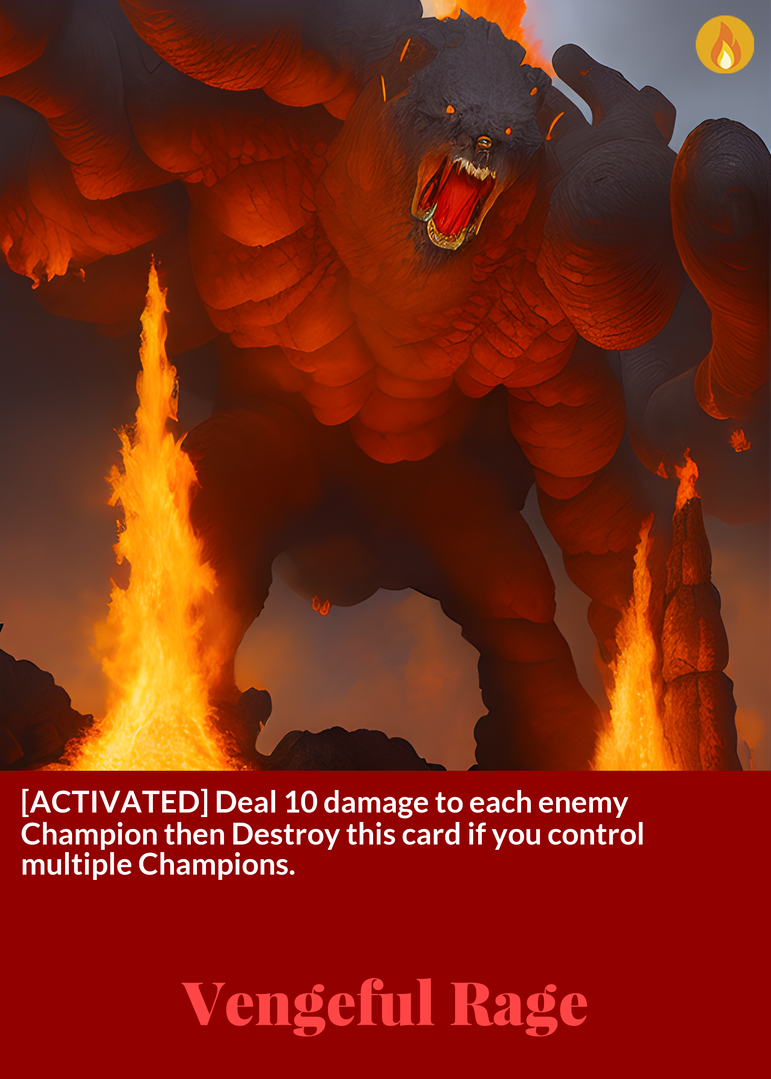 [ACTIVATED] Deal 10 damage to each enemy
Champion then Destroy this card if you control
multiple Champions.
Vengeful Rage